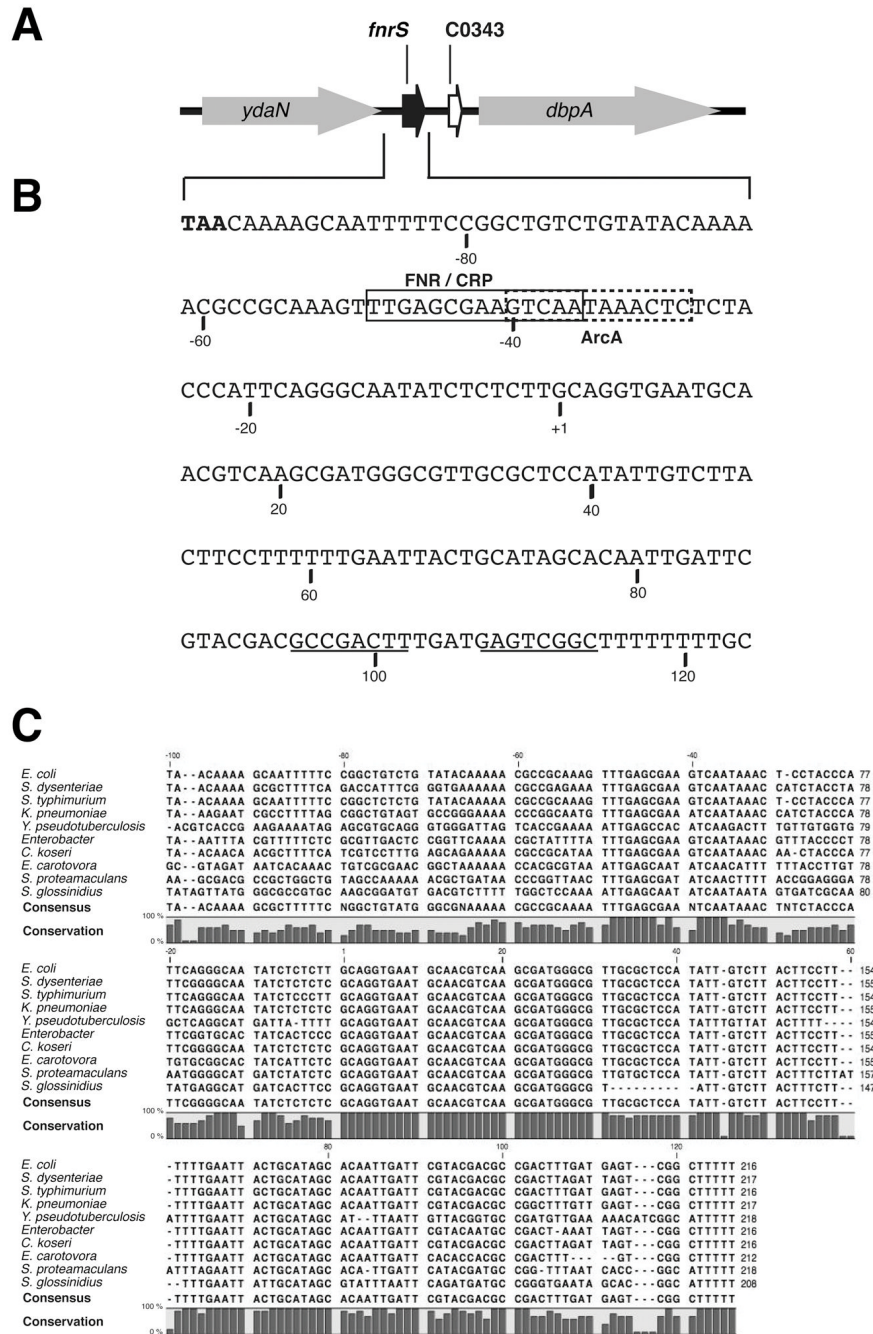 A
fnrS C0343
ydaN dbpA
B
TAACAAAAGCAATTTTTCCGGCTGTCTGTATACAAAA
-80
FNR / CRP
ACGCCGCAAAGTTTGAGCGAAGTCAATAAACTCTCTA
-60 -40 ArcA
CCCATTCAGGGCAATATCTCTCTTGCAGGTGAATGCA
-20 +1
ACGTCAAGCGATGGGCGTTGCGCTCCATATTGTCTTA
20 40
CTTCCTTTTTTGAATTACTGCATAGCACAATTGATTC
60 80
GTACGACGCCGACTTTGATGAGTCGGCTTTTTTTTGC
100 120
C
-100 -80 -60 -40
E. coli TA--ACAAAA GCAATTTTTC CGGCTGTCTG TATACAAAAA CGCCGCAAAG TTTGAGCGAA GTCAATAAAC T-CCTACCCA 77
S. dysenteriae TA--ACAAAA GCGCTTTTCA GACCATTTCG GGGTGAAAAA CGCCGAGAAA TTTGAGCGAA GTCAATAAAC CATCTACCTA 78
S. typhimurium TA--ACAAAA GCAAGTTTTC CGGCTCTCTG TATACAAAAA CGCCGCAAAG TTTGAGCGAA GTCAATAAAC T-CCTACCCA 77
K. pneumoniae TA--AAGAAT CGCCTTTTAG CGGCTGTAGT GCCGGGAAAA CCCGGCAATG TTTGAGCGAA GTCAATAAAC CATCTACCCA 78
Y. pseudotuberculosis -ACGTCACCG AAGAAAATAG AGCGTGCAGG GTGGGATTAG TCACCGAAAA ATTGAGCCAC ATCAAGACTT TGTTGTGGTG 79
Enterobacter TA--AATTTA CGTTTTTCTC GCGTTGACTC CGGTTCAAAA CGCTATTTTA TTTGAGCGAA GTCAATAAAC GTTTACCCCT 78
C. koseri TA--ACAACA ACGCTTTTCA TCGTCCTTTG AGCAGAAAAA CGCCGCATAA TTTGAGCGAA GTCAATAAAC AA-CTACCCA 77
E. carotovora GC--GTAGAT AATCACAAAC TGTCGCGAAC GGCTAAAAAA CCACGCGTAA ATTGAGCAAT ATCAACATTT TTTTACCTGT 78
S. proteamaculans AA--GCGACG CCGCTGGCTG TAGCCAAAAA ACGCTGATAA CCCGGTTAAC TTTGAGCGAT ATCAACTTTT ACCGGAGGGA 78
S. glossinidius TATAGTTATG GGCGCCGTGC AAGCGGATGT GACGTCTTTT TGGCTCCAAA ATTGAGCATA ATCAATAATA GTGATCGCAA 80
Consensus TA--ACAAAA GCGCTTTTTC NGGCTGTATG GGCGNAAAAA CGCCGCAAAA TTTGAGCGAA NTCAATAAAC TNTCTACCCA
100 %
Conservation
0 %
-20 1 20 40 60
E. coli TTCAGGGCAA TATCTCTCTT GCAGGTGAAT GCAACGTCAA GCGATGGGCG TTGCGCTCCA TATT-GTCTT ACTTCCTT-- 154
S. dysenteriae TTCGGGGCAA TATCTCTCTC GCAGGTGAAT GCAACGTCAA GCGATGGGCG TTGCGCTCCA TATT-GTCTT ACTTCCTT-- 155
S. typhimurium TTCAGGGCAA TATCTCCCTT GCAGGTGAAT GCAACGTCAA GCGATGGGCG TTGCGCTCCA TATT-GTCTT ACTTCCTT-- 154
K. pneumoniae TTCAGGGCAA TATCTCTCTC GCAGGTGAAT GCAACGTCAA GCGATGGGCG TTGCGCTCCA TATT-GTCTT ACTTCCTT-- 155
Y. pseudotuberculosis GCTCAGGCAT GATTA-TTTT GCAGGTGAAT GCAACGTCAA GCGATGGGCG TTGCGCTCCA TATTTGTTAT ACTTTT---- 154
Enterobacter TTCGGTGCAC TATCACTCCC GCAGGTGAAT GCAACGTCAA GCGATGGGCG TTGCGCTCCA TATT-GTCTT ACTTCCTT-- 155
C. koseri TTCGGGGCAA TATCTCTCTC GCAGGTGAAT GCAACGTCAA GCGATGGGCG TTGCGCTCCA TATT-GTCTT ACTTCCTT-- 154
E. carotovora TGTGCGGCAC TATCATCTCG GCAGGTGAAT GCAACGTCAA GCGATGGGCG TTGCGCTCCA TATT-GTCTT ACTTCCTT-- 155
S. proteamaculans AATGGGGCAT GATCTATCTC GCAGGTGAAT GCAACGTCAA GCGATGGGCG TTGTGCTCCA TATT-GTCTT ACTTTCTTAT 157
S. glossinidius TATGAGGCAT GATCACTTCC GCAGGTGAAT GCAACGTCAA GCGATGGGCG T---------- -ATT-GTCTT ACTTTCTT-- 147
Consensus TTCGGGGCAA TATCTCTCTC GCAGGTGAAT GCAACGTCAA GCGATGGGCG TTGCGCTCCA TATT-GTCTT ACTTCCTT--
100 %
Conservation
0 %
80 100 120
E. coli -TTTTGAATT ACTGCATAGC ACAATTGATT CGTACGACGC CGACTTTGAT GAGT---CGG CTTTTT 216
S. dysenteriae -TTTTGAATT ACTGCATAGC ACAATTGATT CGTACGACGC CGACTTAGAT TAGT---CGG CTTTTT 217
S. typhimurium -TTTGGAATT GCTGCATAGC ACAATTGATT CGTACGACGC CGACTTTGAT GAGT---CGG CTTTTT 216
K. pneumoniae -TTTTGAATT ACTGCATAGC ACAATTGATT CGTACGACGC CGGCTTTGTT GAGT---CGG CTTTTT 217
Y. pseudotuberculosis ATTTTGAATT ACTGCATAGC AT--TTAATT GTTACGGTGC CGATGTTGAA AAACATCGGC ATTTTT 218
Enterobacter -TTTTGAATT ACTGCATAGC ACAATTGATT CGTACAATGC CGACT-AAAT TAGT---CGG CTTTTT 216
C. koseri -TTTTGAATT ACTGCATAGC ACAATTGATT CGTACGACGC CGACTTAGAT TAGT---CGG CTTTTT 216
E. carotovora -TTTTGAATT ACTGCATAGC ACAATTGATT CACACCACGC CGACTTT--- ---GT---CGG CTTTTT 212
S. proteamaculans ATTTAGAATT ACTGCATAGC ACA-TTGATT CATACGATGC CGG-TTTAAT CACC---GGC ATTTTT 218
S. glossinidius --TTTGAATT ATTGCATAGC GTATTTAATT CAGATGATGC CGGGTGAATA GCAC---GGC ATTTTT 208
Consensus -TTTTGAATT ACTGCATAGC ACAATTGATT CGTACGACGC CGACTTTGAT GAGT---CGG CTTTTT
100 %
Conservation
0 %